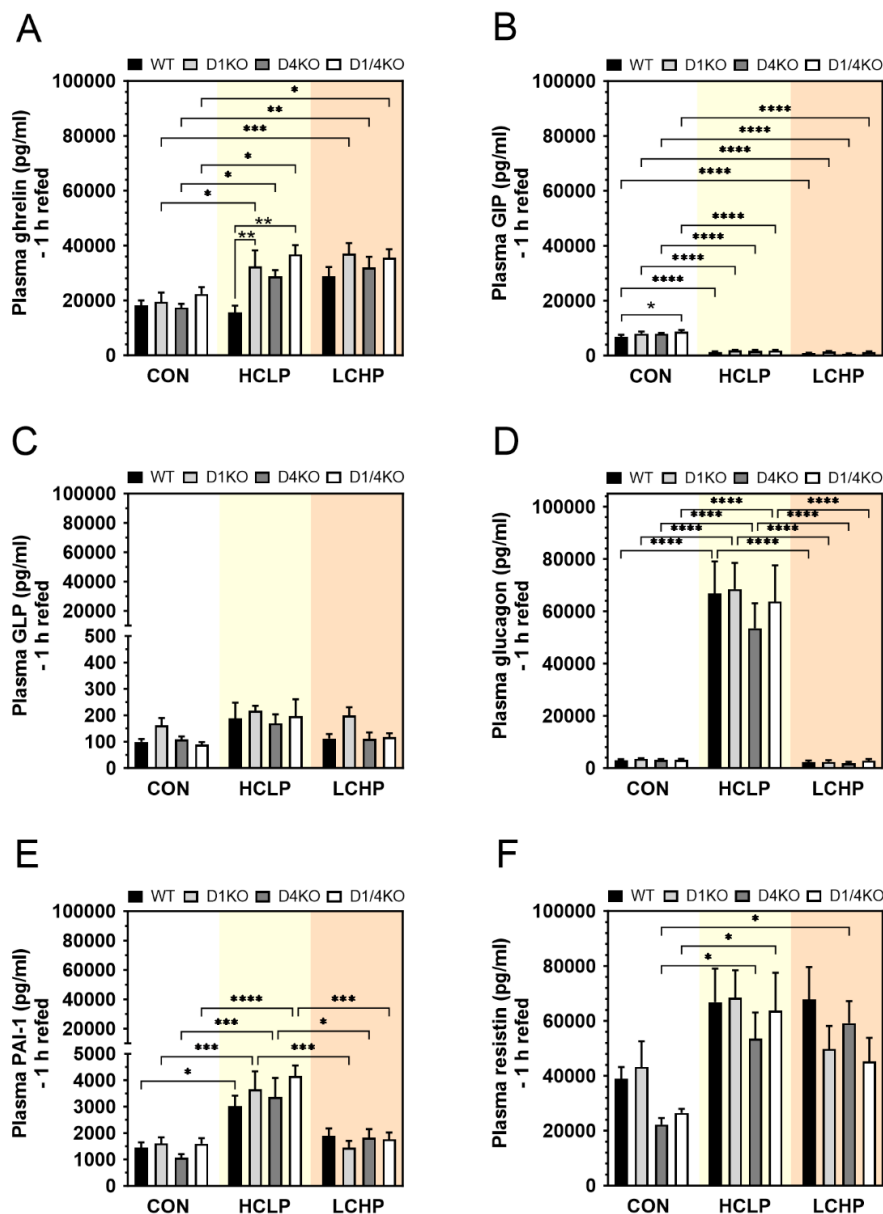 A
WT D1KO D4KO D1/4KO
Plasma ghrelin (pg/ml)
- 1 h refed
100000
80000
60000
40000
20000
0
*
**
***
*
*
*
**
**
CON HCLP LCHP
B
WT D1KO D4KO D1/4KO
Plasma GIP (pg/ml)
- 1 h refed
100000
80000
60000
40000
20000
0
****
****
****
****
****
****
****
****
*
CON HCLP LCHP
C
WT D1KO D4KO D1/4KO
Plasma GLP (pg/ml)
- 1 h refed
100000
80000
60000
40000
20000
500
400
300
200
100
0
CON HCLP LCHP
D
WT D1KO D4KO D1/4KO
Plasma glucagon (pg/ml)
- 1 h refed
100000
80000
60000
40000
20000
0
**** ****
**** ****
**** ****
**** ****
CON HCLP LCHP
E
WT D1KO D4KO D1/4KO
Plasma PAI-1 (pg/ml)
- 1 h refed
100000
80000
60000
40000
20000
5000
4000
3000
2000
1000
0
**** ***
*** *
*** ***
*
CON HCLP LCHP
F
WT D1KO D4KO D1/4KO
Plasma resistin (pg/ml)
- 1 h refed
100000
80000
60000
40000
20000
0
*
*
*
CON HCLP LCHP